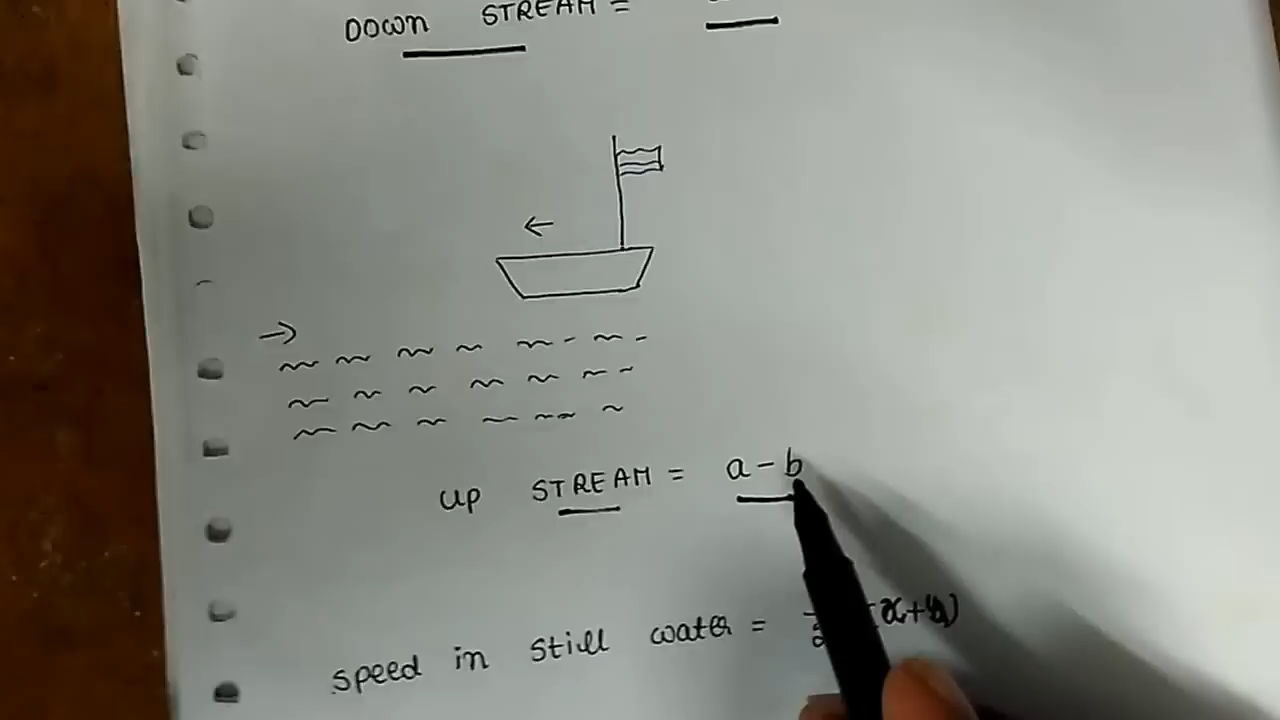 DOWN STREAM =
UP STREAM = a - b
speed in still water = (x+y)